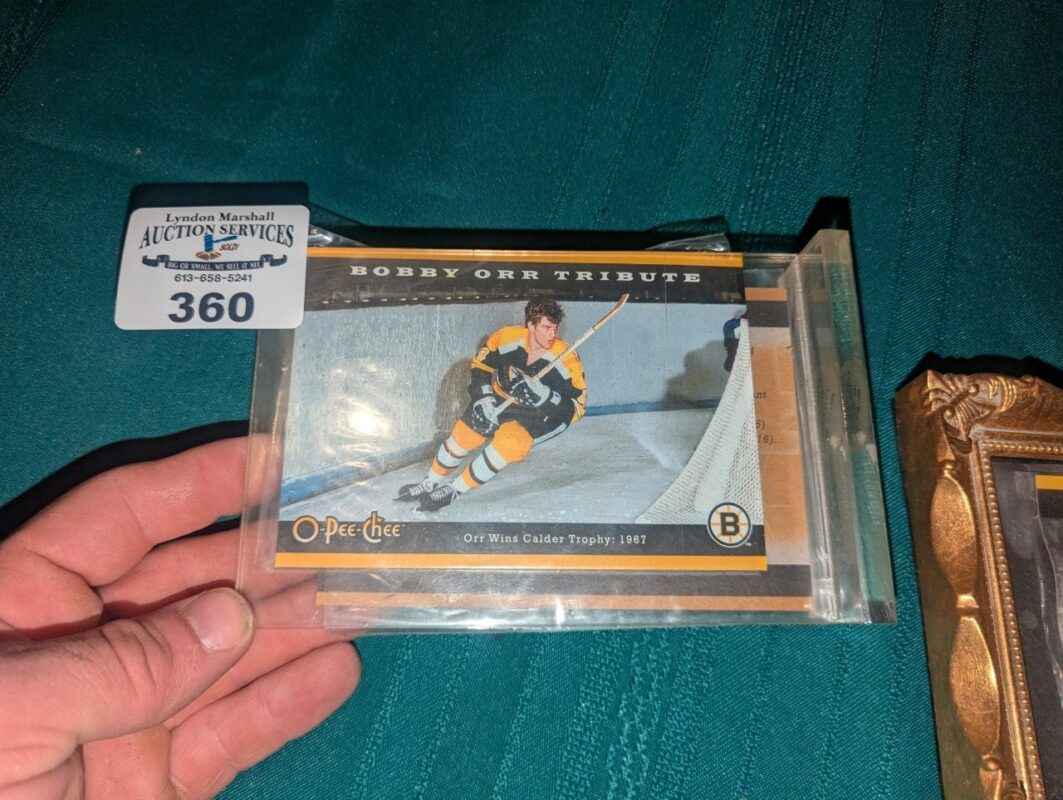 Lyndon Marshall
AUCTION SERVICES
SOLD!
BIG OR SMALL, WE SELL IT ALL
613-658-5241
360
BOBBY ORR TRIBUTE
O-Pee-Chee
Orr Wins Calder Trophy: 1967
B